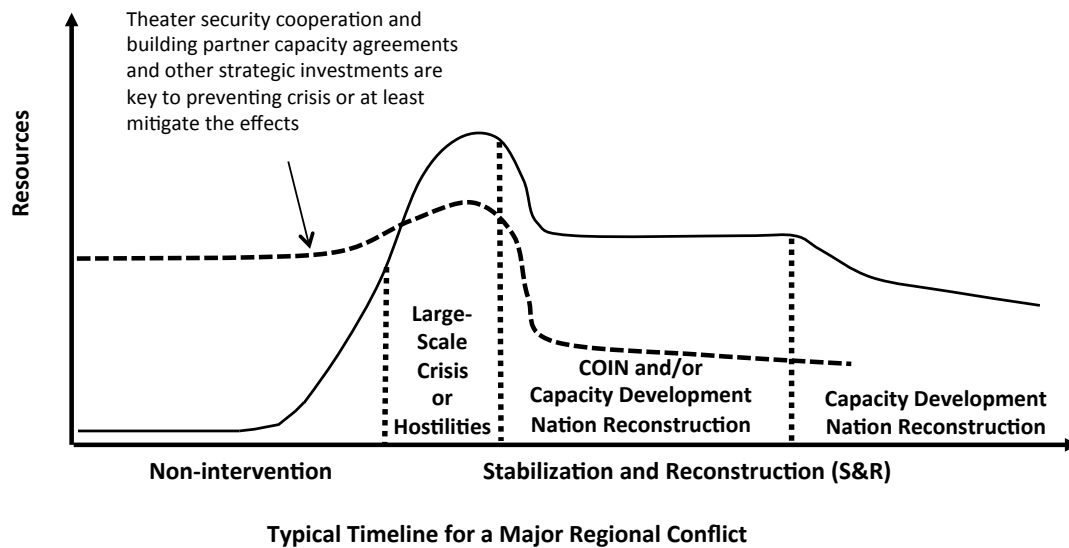 Theater security cooperation and
building partner capacity agreements
and other strategic investments are
key to preventing crisis or at least
mitigate the effects
Resources
Large-
Scale
Crisis
or
Hostilities
COIN and/or
Capacity Development
Nation Reconstruction
Capacity Development
Nation Reconstruction
Non-intervention
Stabilization and Reconstruction (S&R)
Typical Timeline for a Major Regional Conflict